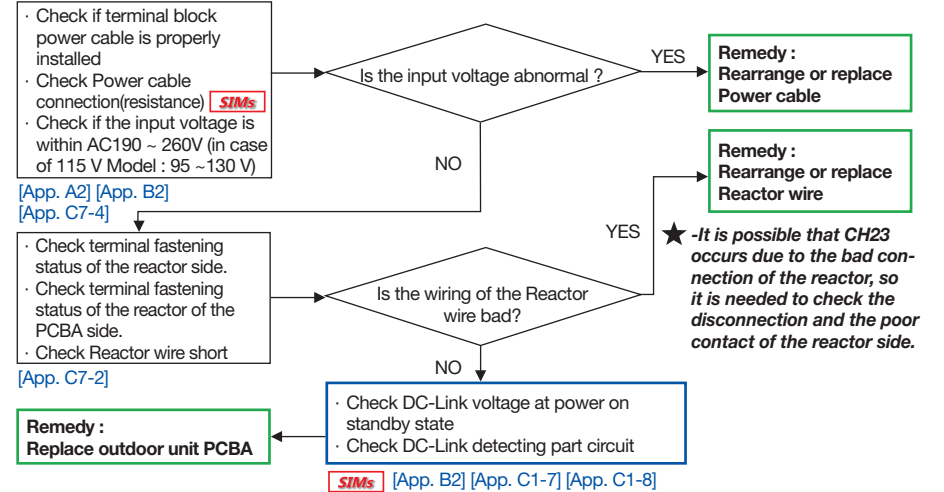 · Check if terminal block
power cable is properly
installed
· Check Power cable
connection(resistance) SIMs
· Check if the input voltage is
within AC190 ~ 260V (in case
of 115 V Model : 95 ~130 V)
[App. A2] [App. B2]
[App. C7-4]
Is the input voltage abnormal ?
YES
Remedy :
Rearrange or replace
Power cable
NO
· Check terminal fastening
status of the reactor side.
· Check terminal fastening
status of the reactor of the
PCBA side.
· Check Reactor wire short
[App. C7-2]
Is the wiring of the Reactor
wire bad?
YES
Remedy :
Rearrange or replace
Reactor wire
★ -It is possible that CH23
occurs due to the bad con-
nection of the reactor, so
it is needed to check the
disconnection and the poor
contact of the reactor side.
NO
· Check DC-Link voltage at power on
standby state
· Check DC-Link detecting part circuit
SIMs [App. B2] [App. C1-7] [App. C1-8]
Remedy :
Replace outdoor unit PCBA